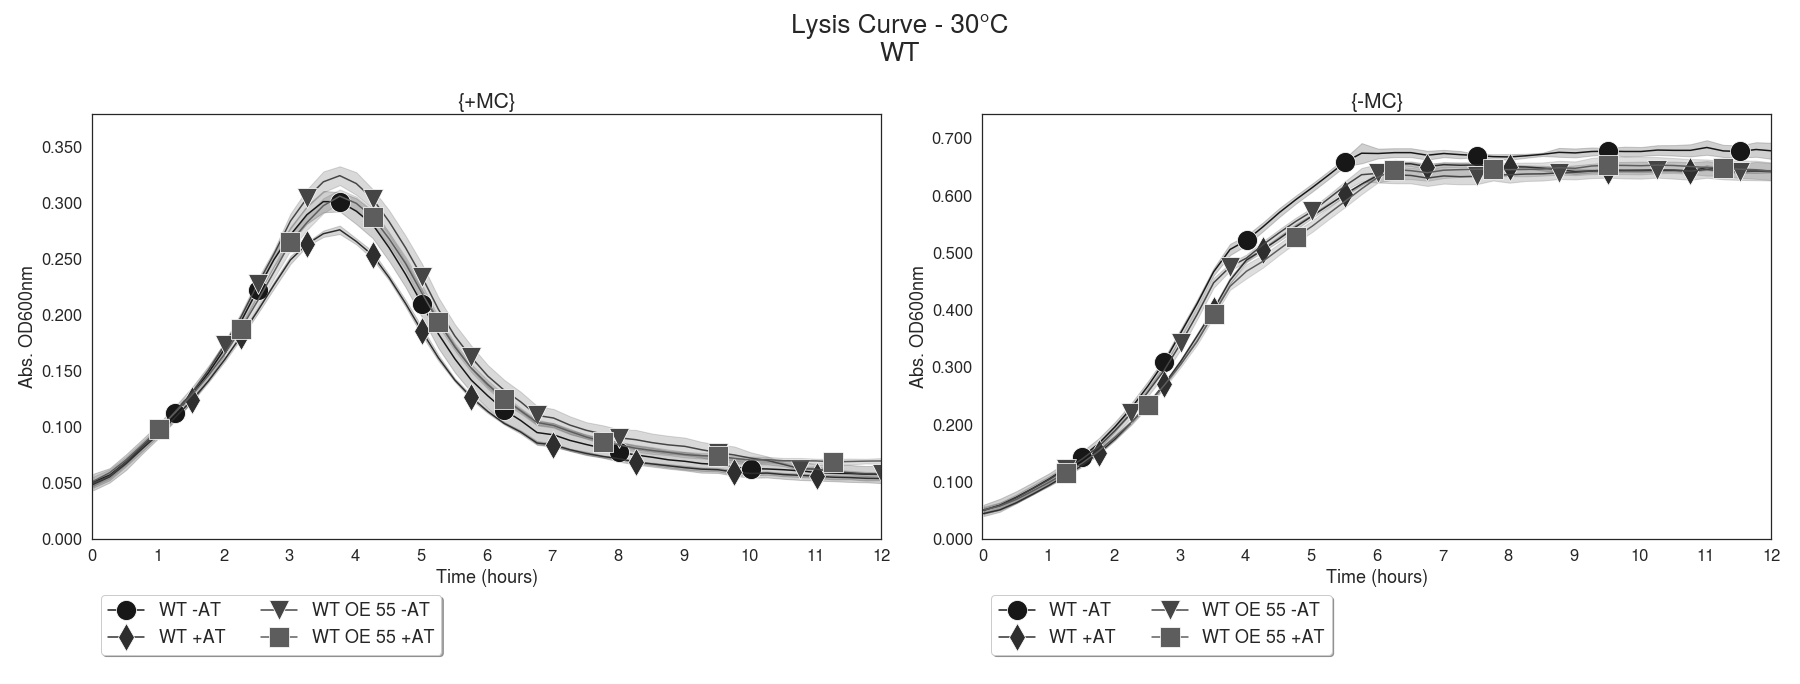 Lysis Curve - 30°C
WT
{+MC}
Abs. OD600nm
0.350
0.300
0.250
0.200
0.150
0.100
0.050
0.000
0 1 2 3 4 5 6 7 8 9 10 11 12
Time (hours)
WT -AT WT OE 55 -AT
WT +AT WT OE 55 +AT
{-MC}
Abs. OD600nm
0.700
0.600
0.500
0.400
0.300
0.200
0.100
0.000
0 1 2 3 4 5 6 7 8 9 10 11 12
Time (hours)
WT -AT WT OE 55 -AT
WT +AT WT OE 55 +AT